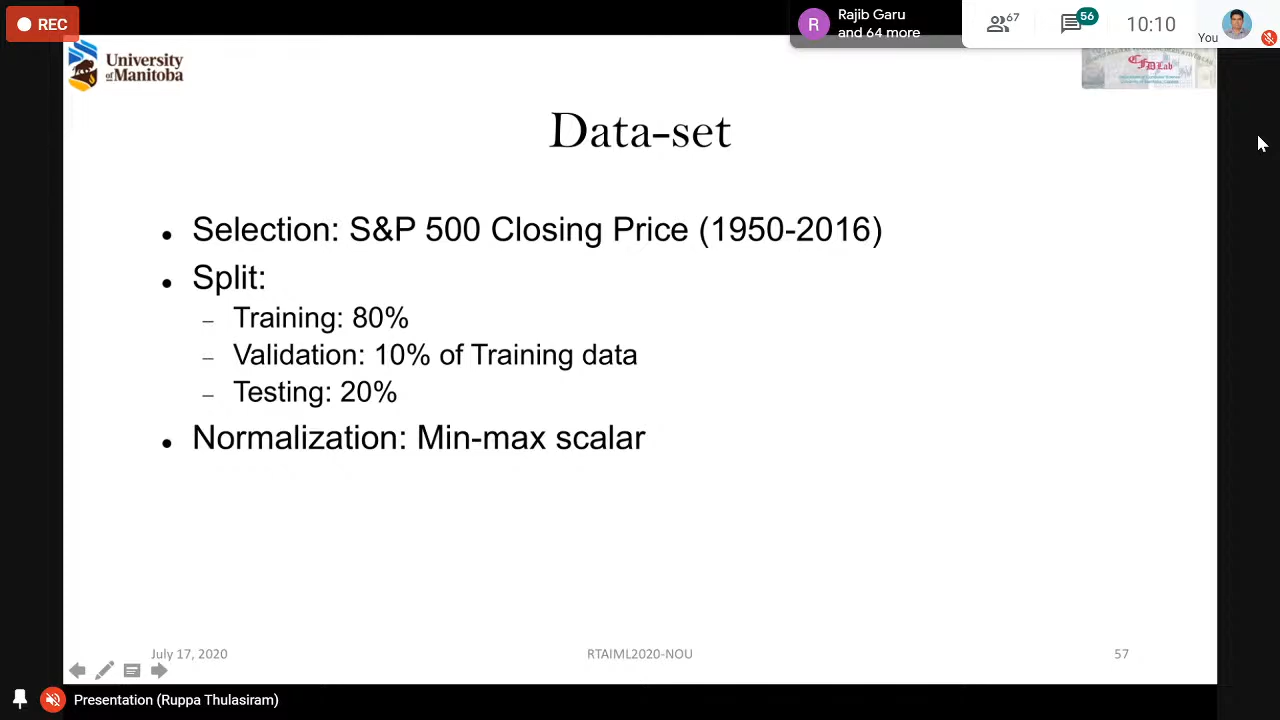 REC
R
Rajib Garu
and 64 more
67
56
10:10
You
University
of Manitoba
CFD Lab
Data-set
• Selection: S&P 500 Closing Price (1950-2016)
• Split:
– Training: 80%
– Validation: 10% of Training data
– Testing: 20%
• Normalization: Min-max scalar
July 17, 2020
RTAIML2020-NOU
57
Presentation (Ruppa Thulasiram)